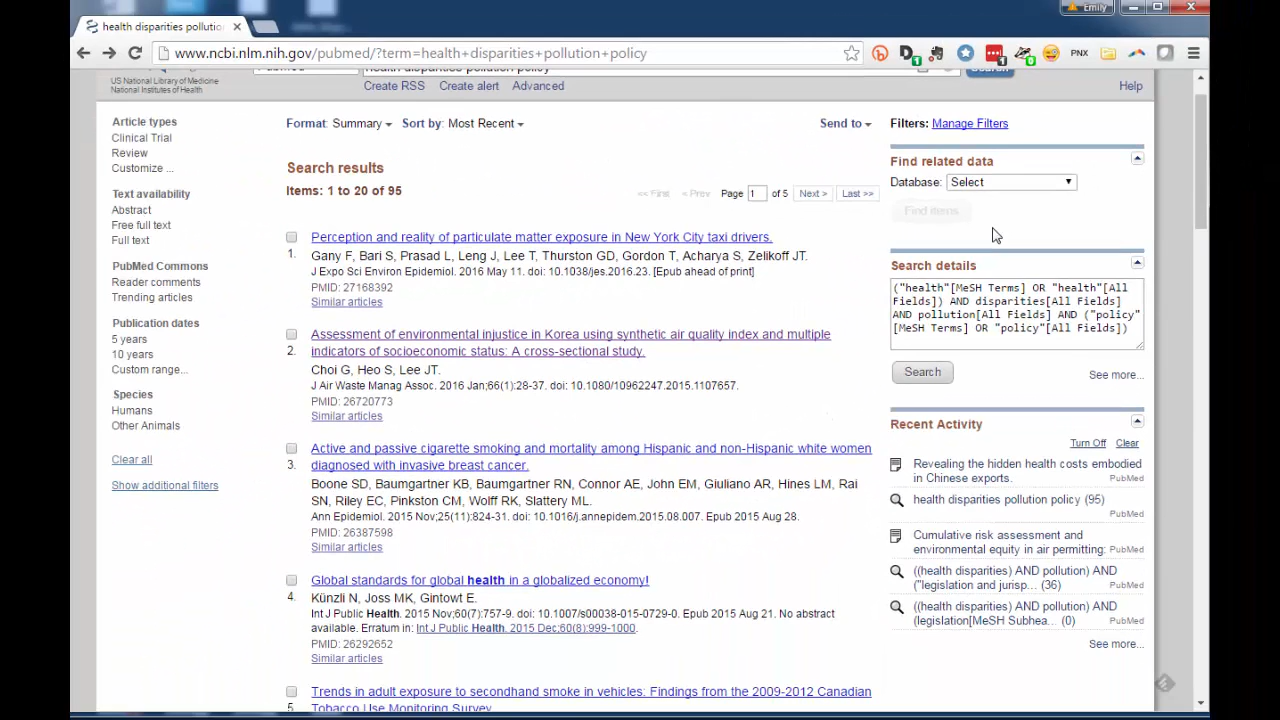 health disparities pollutio
Emily
www.ncbi.nlm.nih.gov/pubmed/?term=health+disparities+pollution+policy
PNX
US National Library of Medicine
National Institutes of Health
health disparities pollution policy
Search
Create RSS
Create alert
Advanced
Help
Article types
Clinical Trial
Review
Customize ...
Text availability
Abstract
Free full text
Full text
PubMed Commons
Reader comments
Trending articles
Publication dates
5 years
10 years
Custom range...
Species
Humans
Other Animals
Clear all
Show additional filters
Format: Summary
Sort by: Most Recent
Send to
Search results
Items: 1 to 20 of 95
<< First
< Prev
Page 1 of 5
Next >
Last >>
Perception and reality of particulate matter exposure in New York City taxi drivers.
1. Gany F, Bari S, Prasad L, Leng J, Lee T, Thurston GD, Gordon T, Acharya S, Zelikoff JT.
J Expo Sci Environ Epidemiol. 2016 May 11. doi: 10.1038/jes.2016.23. [Epub ahead of print]
PMID: 27168392
Similar articles
Assessment of environmental injustice in Korea using synthetic air quality index and multiple
2. indicators of socioeconomic status: A cross-sectional study.
Choi G, Heo S, Lee JT.
J Air Waste Manag Assoc. 2016 Jan;66(1):28-37. doi: 10.1080/10962247.2015.1107657.
PMID: 26720773
Similar articles
Active and passive cigarette smoking and mortality among Hispanic and non-Hispanic white women
3. diagnosed with invasive breast cancer.
Boone SD, Baumgartner KB, Baumgartner RN, Connor AE, John EM, Giuliano AR, Hines LM, Rai
SN, Riley EC, Pinkston CM, Wolff RK, Slattery ML.
Ann Epidemiol. 2015 Nov;25(11):824-31. doi: 10.1016/j.annepidem.2015.08.007. Epub 2015 Aug 28.
PMID: 26387598
Similar articles
Global standards for global health in a globalized economy!
4. Künzli N, Joss MK, Gintowt E.
Int J Public Health. 2015 Nov;60(7):757-9. doi: 10.1007/s00038-015-0729-0. Epub 2015 Aug 21. No abstract
available. Erratum in: Int J Public Health. 2015 Dec;60(8):999-1000.
PMID: 26292652
Similar articles
Trends in adult exposure to secondhand smoke in vehicles: Findings from the 2009-2012 Canadian
5. Tobacco Use Monitoring Survey.
Filters: Manage Filters
Find related data
Database: Select
Find items
Search details
("health"[MeSH Terms] OR "health"[All
Fields]) AND disparities[All Fields]
AND pollution[All Fields] AND ("policy"
[MeSH Terms] OR "policy"[All Fields])
Search
See more...
Recent Activity
Turn Off
Clear
Revealing the hidden health costs embodied
in Chinese exports.
PubMed
health disparities pollution policy (95)
PubMed
Cumulative risk assessment and
environmental equity in air permitting:
PubMed
((health disparities) AND pollution) AND
("legislation and jurisp... (36)
PubMed
((health disparities) AND pollution) AND
(legislation[MeSH Subhea... (0)
PubMed
See more...